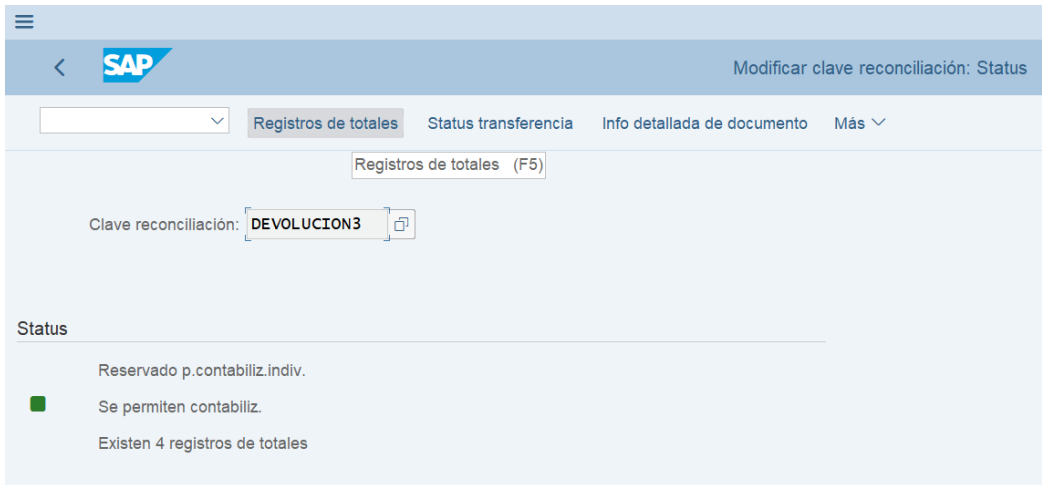 SAP
Modificar clave reconciliación: Status
Registros de totales Status transferencia Info detallada de documento Más
Registros de totales (F5)
Clave reconciliación: DEVOLUCION3
Status
Reservado p.contabiliz.indiv.
Se permiten contabiliz.
Existen 4 registros de totales